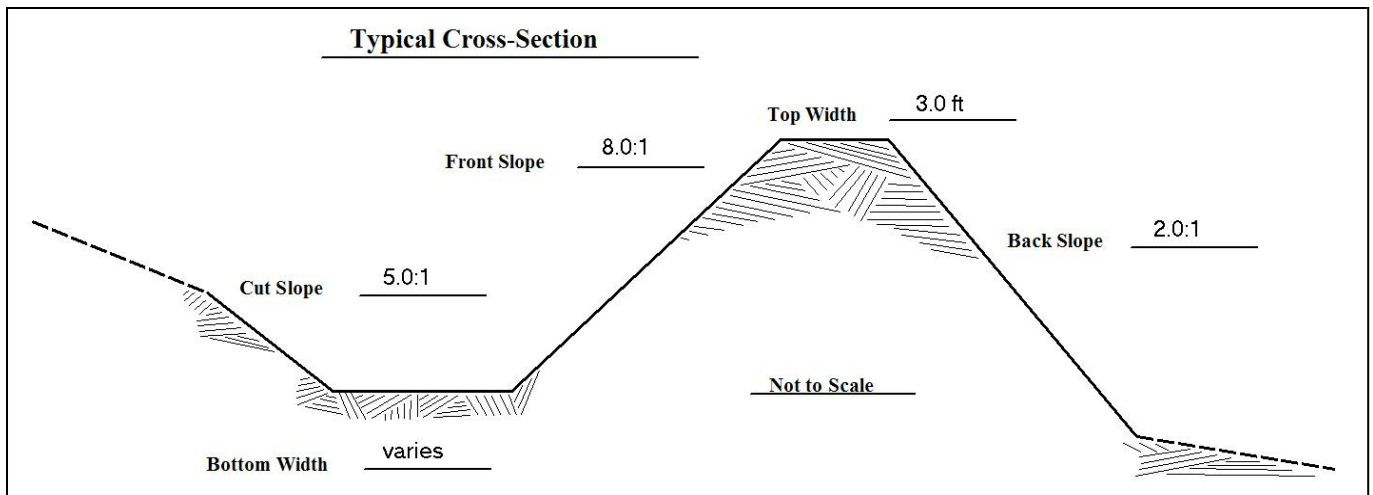 Typical Cross-Section
Top Width 3.0 ft
Front Slope 8.0:1
Back Slope 2.0:1
Cut Slope 5.0:1
Not to Scale
Bottom Width varies